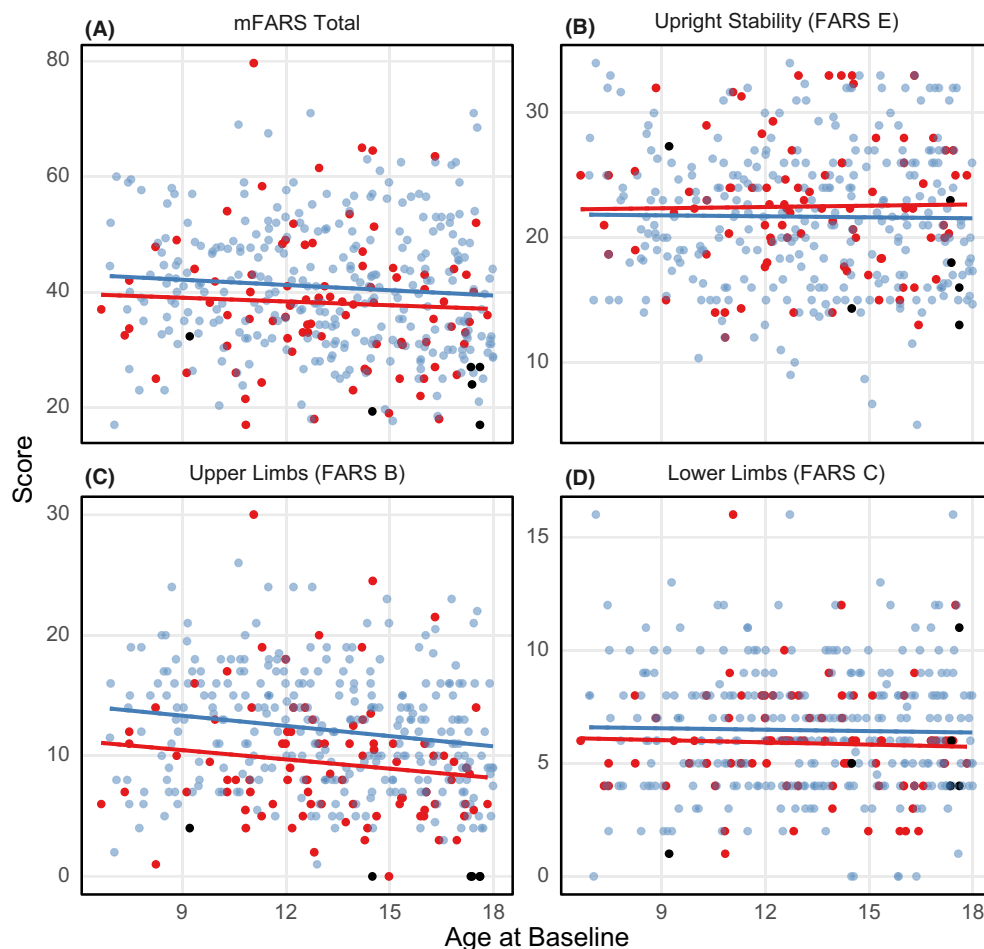 (A) mFARS Total
(B) Upright Stability (FARS E)
80
60
40
20
30
20
10
(C) Upper Limbs (FARS B)
(D) Lower Limbs (FARS C)
30
20
10
0
15
10
5
0
9 12 15 18
9 12 15 18
Score
Age at Baseline